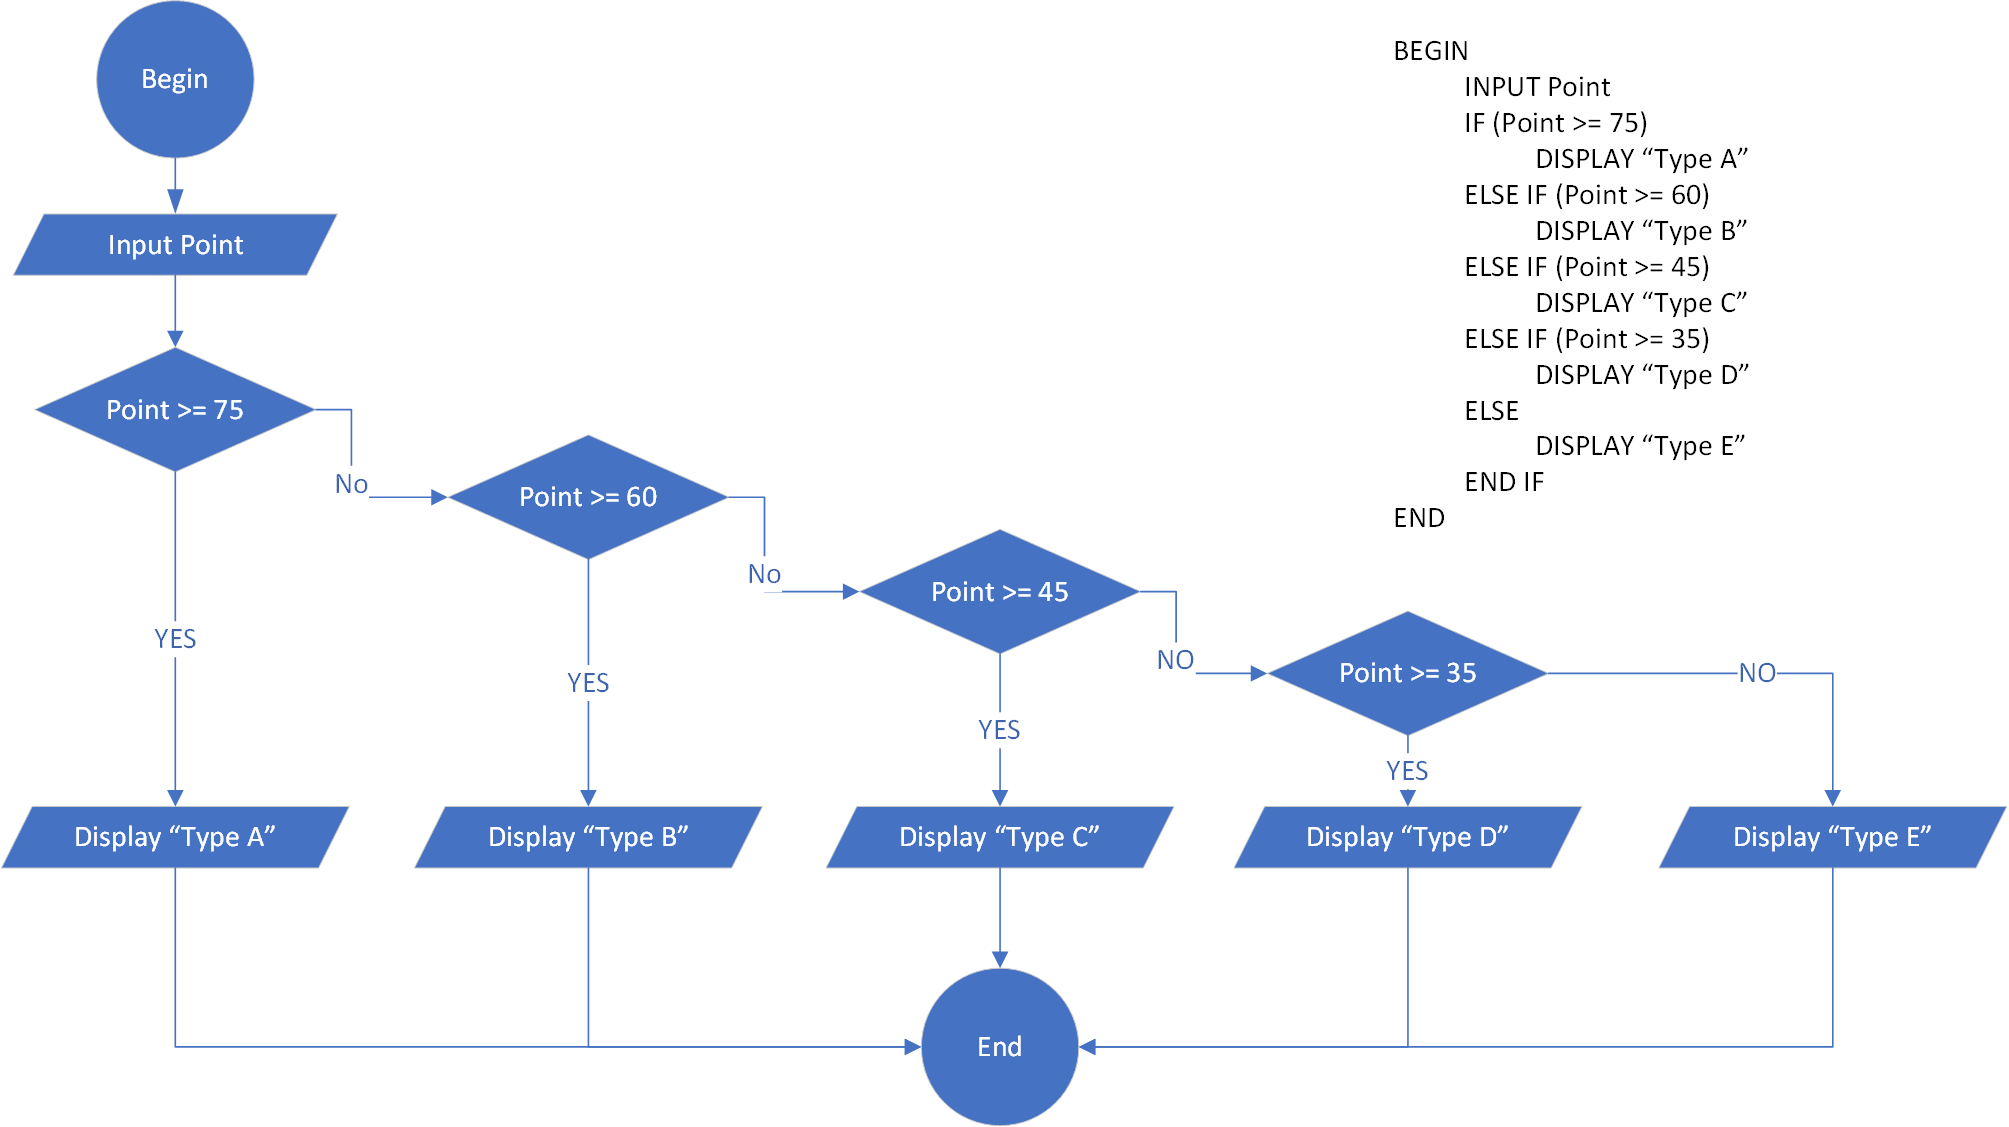 Begin
Input Point
Point >= 75
No
Point >= 60
No
Point >= 45
NO
Point >= 35
NO
YES
YES
YES
YES
Display “Type A”
Display “Type B”
Display “Type C”
Display “Type D”
Display “Type E”
End
BEGIN
INPUT Point
IF (Point >= 75)
DISPLAY “Type A”
ELSE IF (Point >= 60)
DISPLAY “Type B”
ELSE IF (Point >= 45)
DISPLAY “Type C”
ELSE IF (Point >= 35)
DISPLAY “Type D”
ELSE
DISPLAY “Type E”
END IF
END